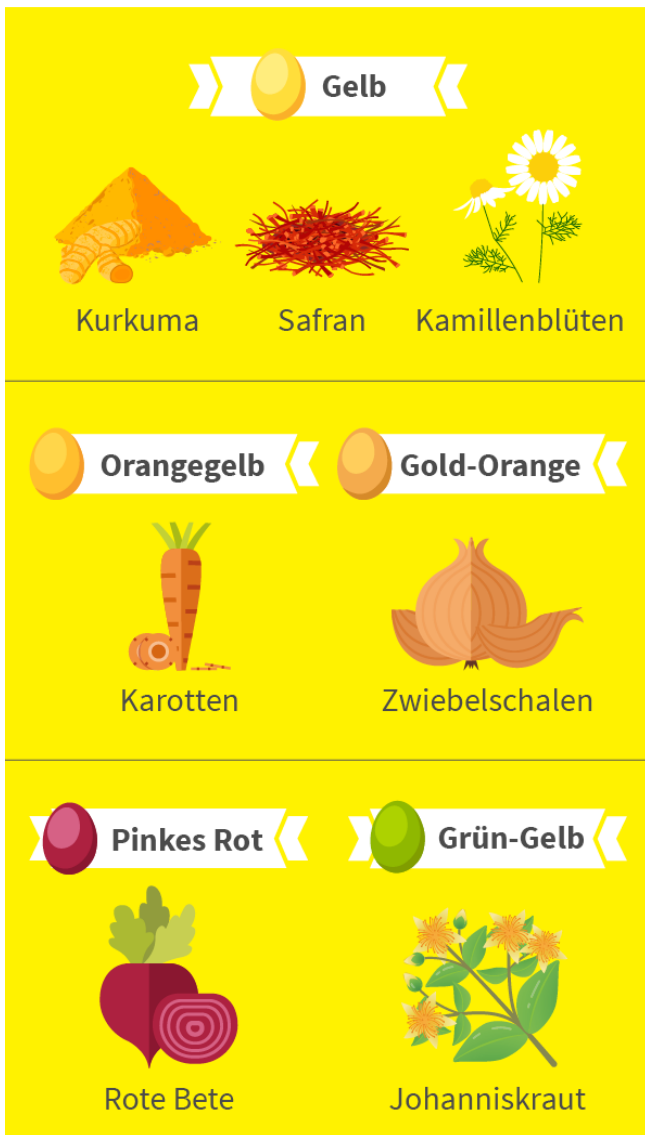 Gelb
Kurkuma
Safran
Kamillenblüten
Orangegelb
Gold-Orange
Karotten
Zwiebelschalen
Pinkes Rot
Grün-Gelb
Rote Bete
Johanniskraut